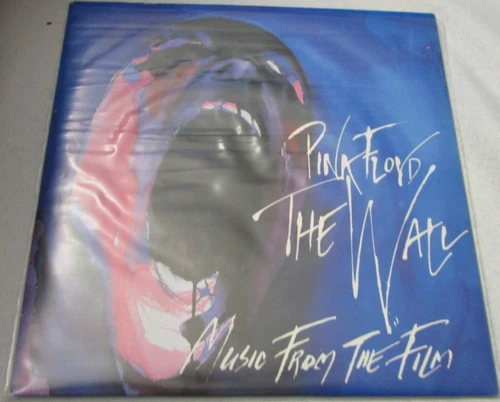 PINK FLOYD
THE WALL
MUSIC FROM THE FILM